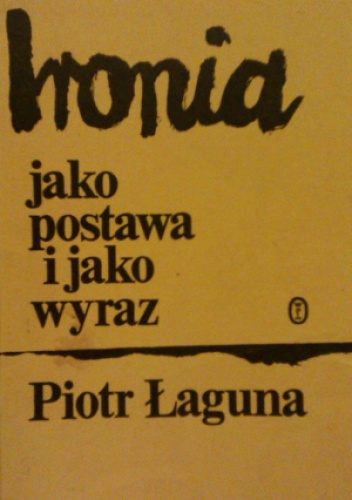 Ironia
jako
postawa
i jako
wyraz
Piotr Łaguna